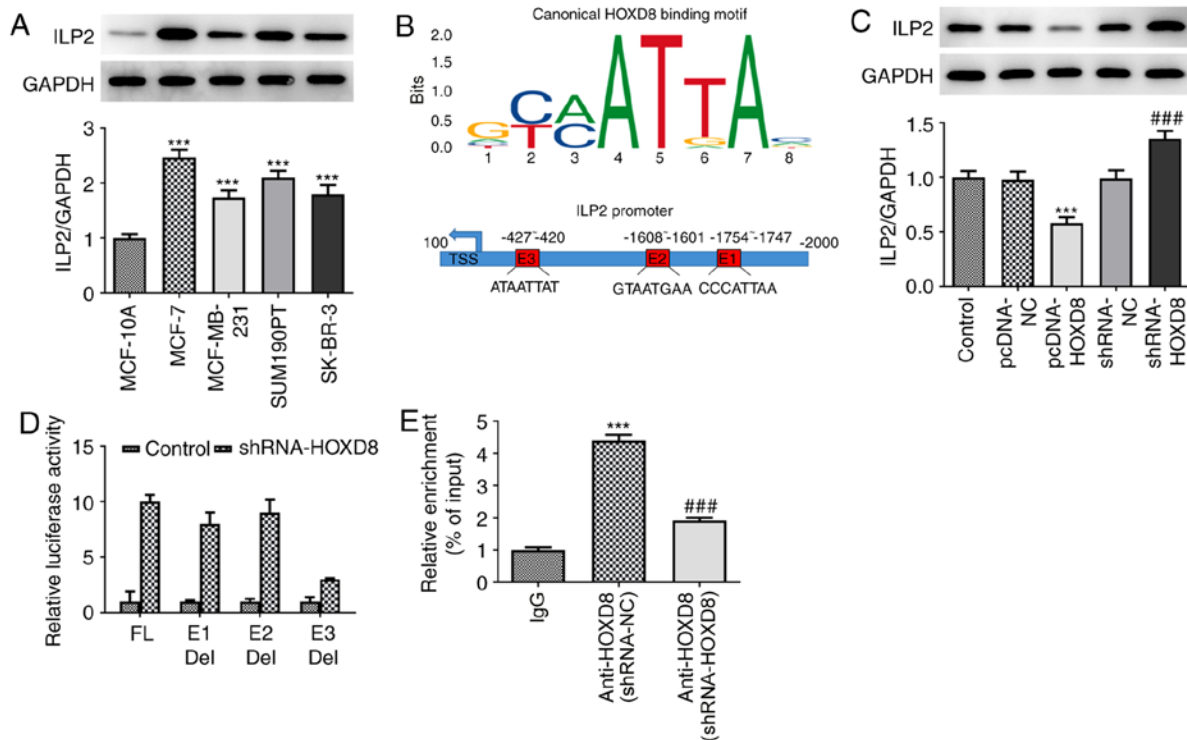 A
ILP2
GAPDH
ILP2/GAPDH
3
2
1
0
***
***
***
***
MCF-10A
MCF-7
MCF-MB-
231
SUM190PT
SK-BR-3
B
Canonical HOXD8 binding motif
Bits
2.0
1.5
1.0
0.5
0.0
1 2 3 4 5 6 7 8
ILP2 promoter
100
TSS
-427~-420
-1608~-1601
-1754~-1747
-2000
E3
E2
E1
ATAATTAT
GTAATGAA
CCCATTAA
C
ILP2
GAPDH
ILP2/GAPDH
1.5
1.0
0.5
0.0
***
###
Control
pcDNA-
NC
pcDNA-
HOXD8
shRNA-
NC
shRNA-
HOXD8
D
Control shRNA-HOXD8
Relative luciferase activity
15
10
5
0
FL
E1
Del
E2
Del
E3
Del
E
Relative enrichment
(% of input)
5
4
3
2
1
0
***
###
IgG
Anti-HOXD8
(shRNA-NC)
Anti-HOXD8
(shRNA-HOXD8)